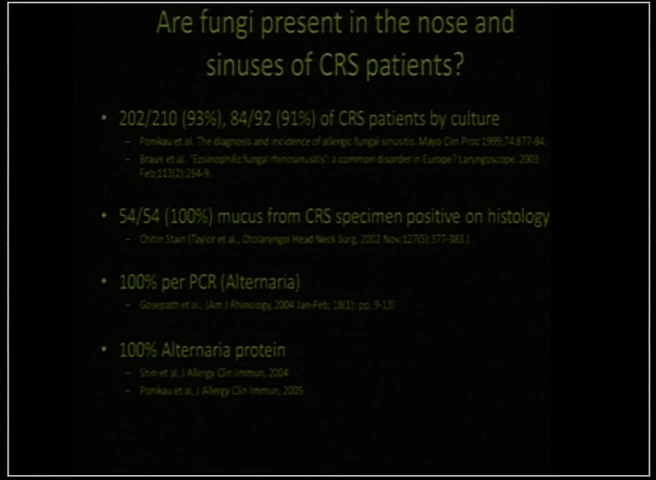 Are fungi present in the nose and
sinuses of CRS patients?
• 202/210 (93%), 84/92 (91%) of CRS patients by culture
– Ponikau et al. The diagnosis and incidence of allergic fungal sinusitis. Mayo Clin Proc 1999;74:877-84.
– Braun et al. 'Eosinophilic fungal rhinosinusitis': a common disorder in Europe? Laryngoscope. 2003
Feb;113(2):264-9.
• 54/54 (100%) mucus from CRS specimen positive on histology
– Chitin Stain (Taylor et al., Otolaryngol Head Neck Surg. 2002 Nov;127(5):377-383.)
• 100% per PCR (Alternaria)
– Gosepath et al., (Am J Rhinology, 2004 Jan-Feb; 18(1): pp. 9-13)
• 100% Alternaria protein
– Shin et al, J Allergy Clin Immun, 2004
– Ponikau et al, J Allergy Clin Immun, 2005